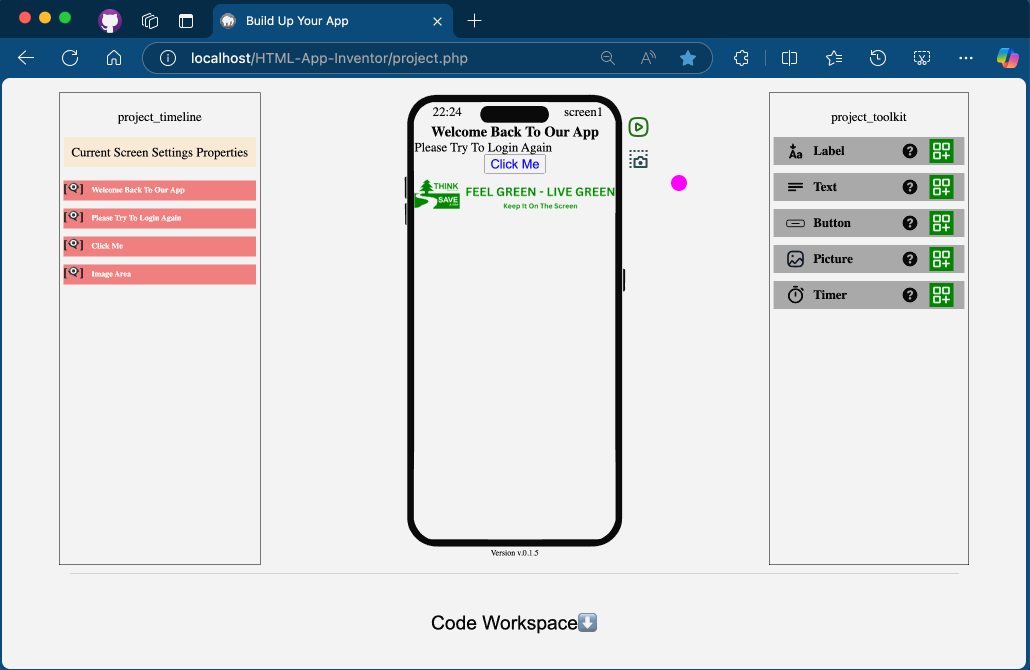 Build Up Your App
localhost/HTML-App-Inventor/project.php
project_timeline
Current Screen Settings Properties
Welcome Back To Our App
Please Try To Login Again
Click Me
Image Area
22:24
screen1
Welcome Back To Our App
Please Try To Login Again
Click Me
THINK
SAVE
FEEL GREEN - LIVE GREEN
Keep It On The Screen
Version v.0.1.5
project_toolkit
Label
Text
Button
Picture
Timer
Code Workspace⬇️